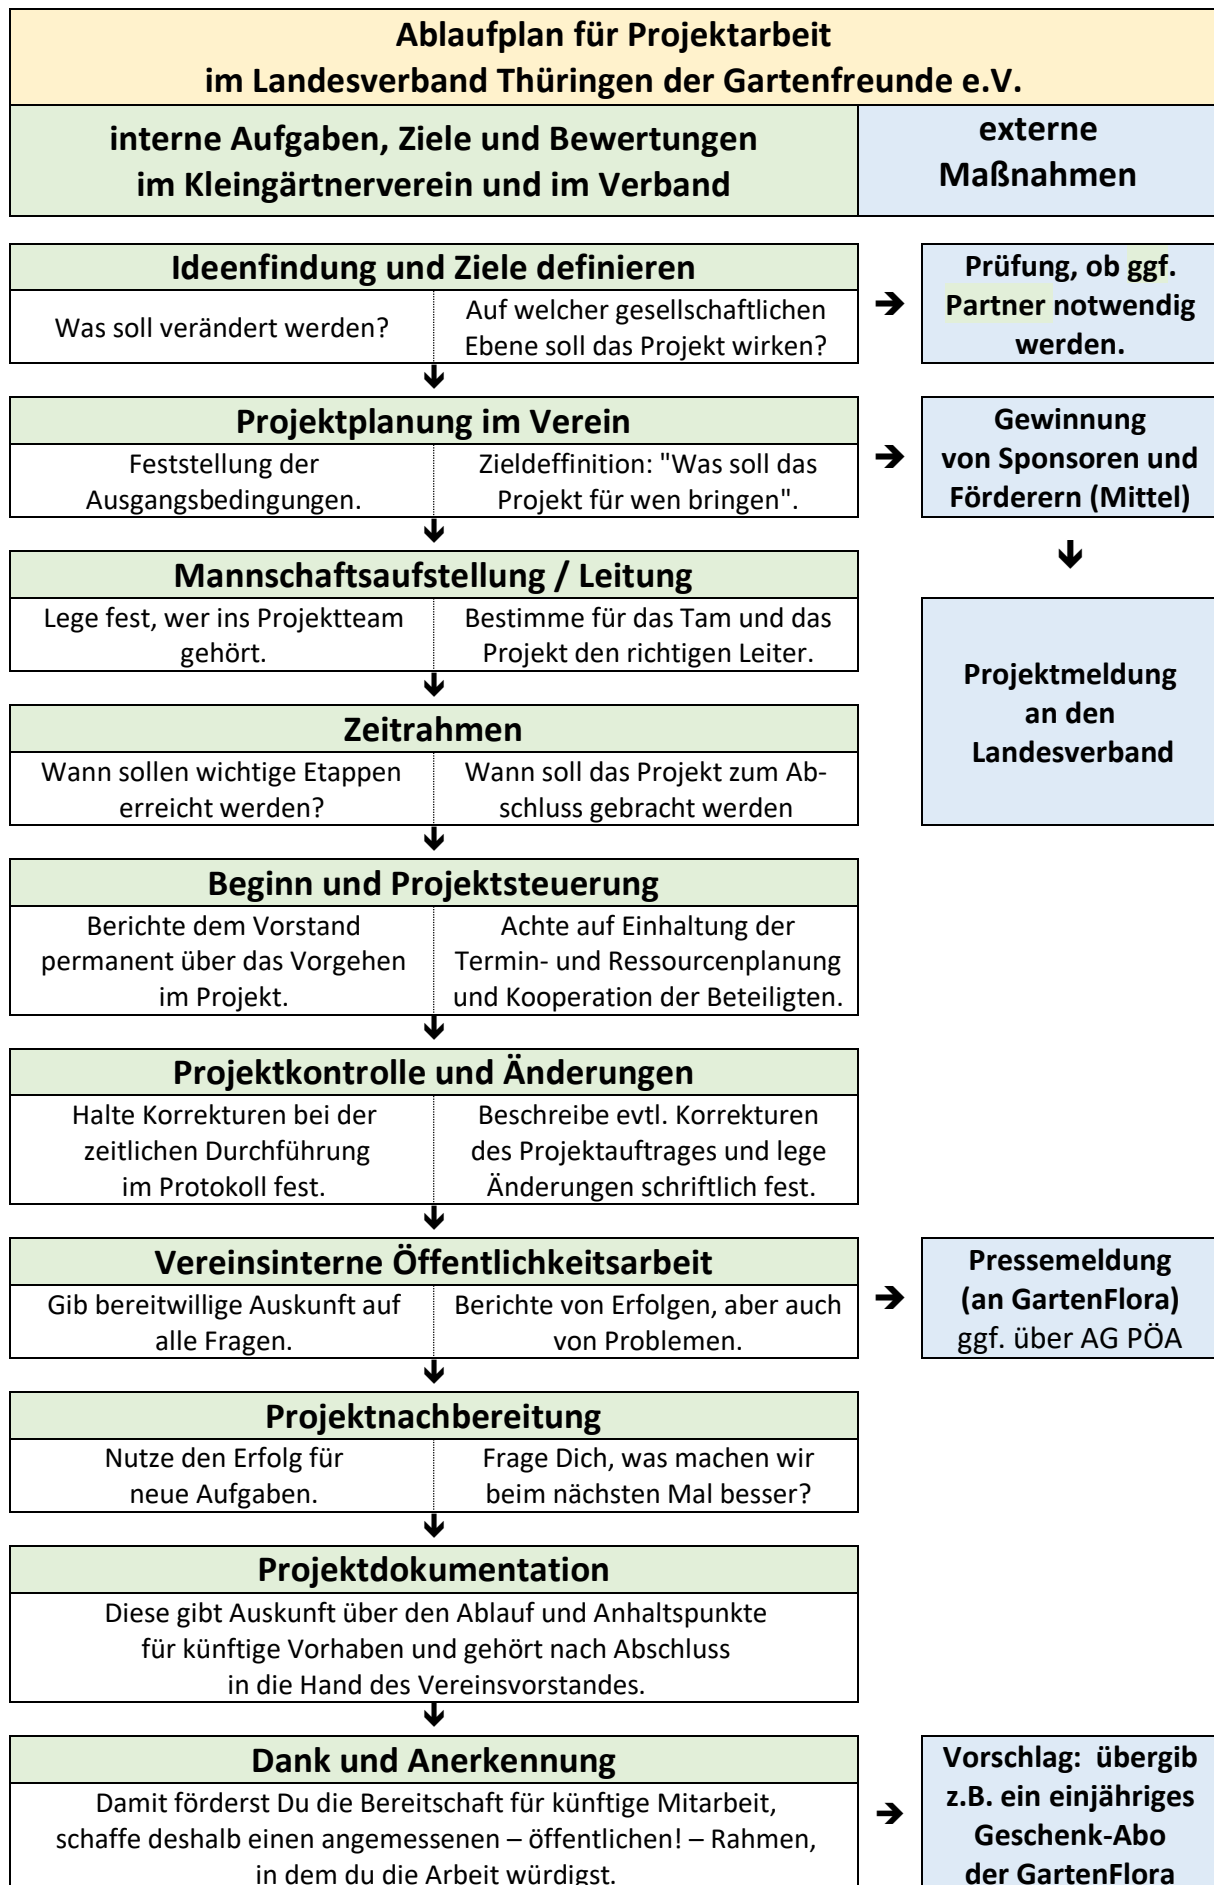 Ablaufplan für Projektarbeit
im Landesverband Thüringen der Gartenfreunde e.V.
interne Aufgaben, Ziele und Bewertungen
im Kleingärtnerverein und im Verband
externe
Maßnahmen
Ideenfindung und Ziele definieren
Was soll verändert werden?
Auf welcher gesellschaftlichen
Ebene soll das Projekt wirken?
Prüfung, ob ggf.
Partner notwendig
werden.
Projektplanung im Verein
Feststellung der
Ausgangsbedingungen.
Zieldeffinition: "Was soll das
Projekt für wen bringen".
Gewinnung
von Sponsoren und
Förderern (Mittel)
Mannschaftsaufstellung / Leitung
Lege fest, wer ins Projektteam
gehört.
Bestimme für das Tam und das
Projekt den richtigen Leiter.
Projektmeldung
an den
Landesverband
Zeitrahmen
Wann sollen wichtige Etappen
erreicht werden?
Wann soll das Projekt zum Ab-
schluss gebracht werden
Beginn und Projektsteuerung
Berichte dem Vorstand
permanent über das Vorgehen
im Projekt.
Achte auf Einhaltung der
Termin- und Ressourcenplanung
und Kooperation der Beteiligten.
Projektkontrolle und Änderungen
Halte Korrekturen bei der
zeitlichen Durchführung
im Protokoll fest.
Beschreibe evtl. Korrekturen
des Projektauftrages und lege
Änderungen schriftlich fest.
Vereinsinterne Öffentlichkeitsarbeit
Gib bereitwillige Auskunft auf
alle Fragen.
Berichte von Erfolgen, aber auch
von Problemen.
Pressemeldung
(an GartenFlora)
ggf. über AG PÖA
Projektnachbereitung
Nutze den Erfolg für
neue Aufgaben.
Frage Dich, was machen wir
beim nächsten Mal besser?
Projektdokumentation
Diese gibt Auskunft über den Ablauf und Anhaltspunkte
für künftige Vorhaben und gehört nach Abschluss
in die Hand des Vereinsvorstandes.
Dank und Anerkennung
Damit förderst Du die Bereitschaft für künftige Mitarbeit,
schaffe deshalb einen angemessenen – öffentlichen! – Rahmen,
in dem du die Arbeit würdigst.
Vorschlag: übergib
z.B. ein einjähriges
Geschenk-Abo
der GartenFlora